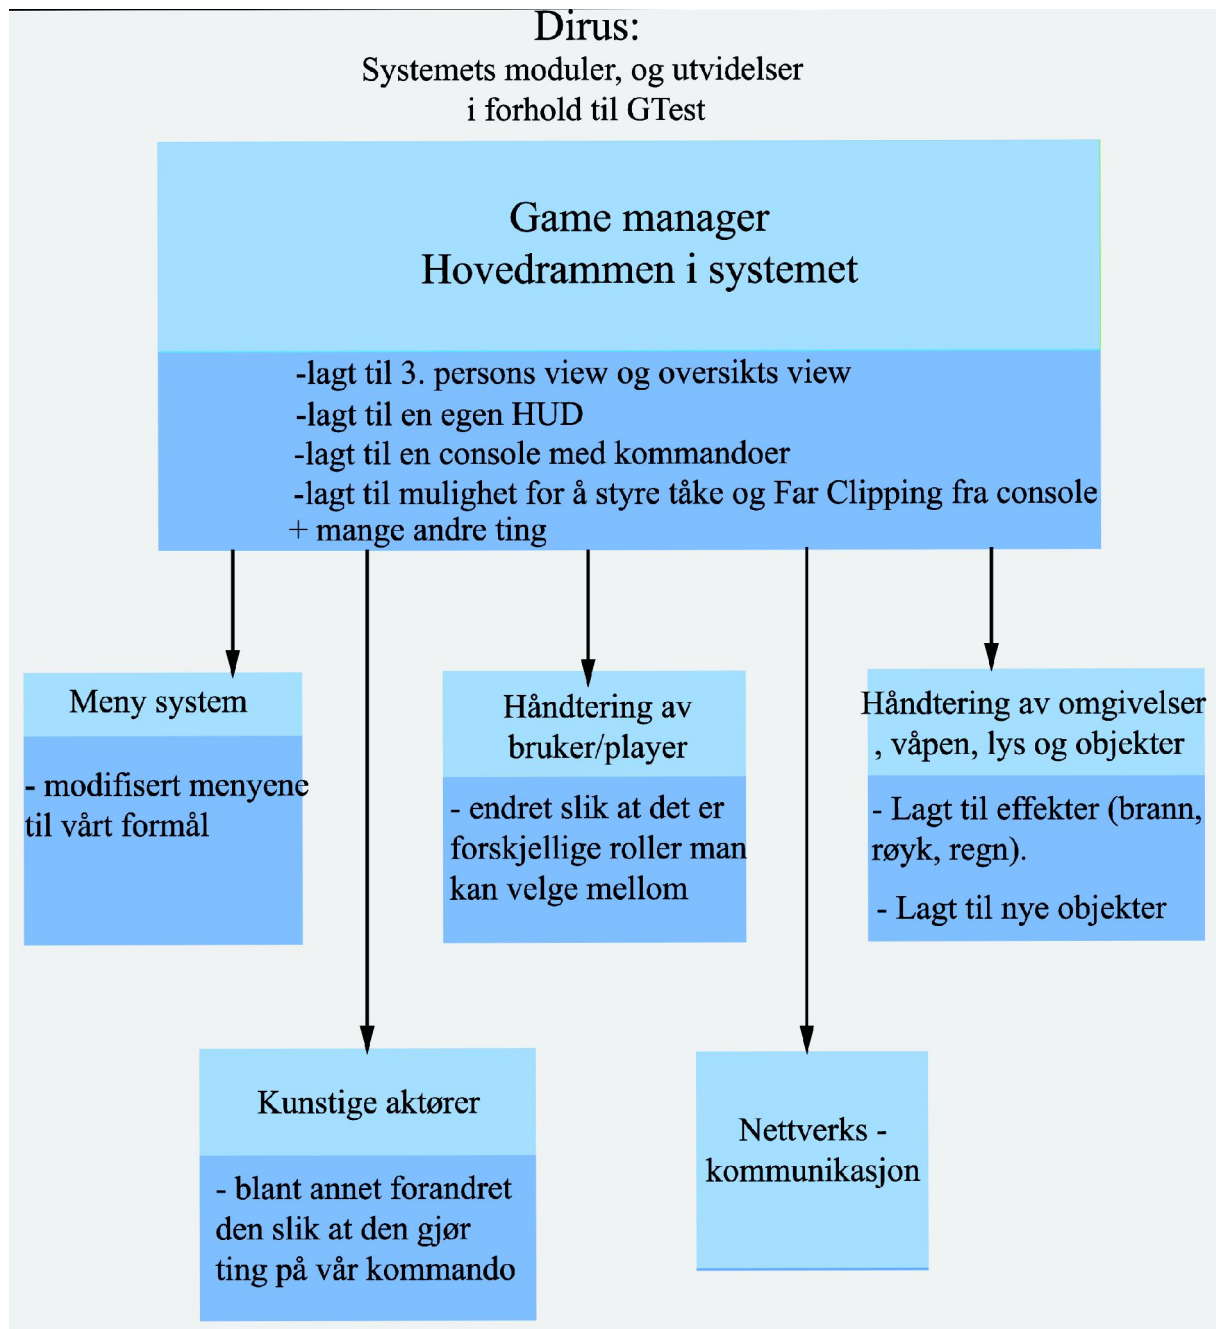 Dirus:
Systemets moduler, og utvidelser
i forhold til GTest
Game manager
Hovedrammen i systemet
-lagt til 3. persons view og oversikts view
-lagt til en egen HUD
-lagt til en console med kommandoer
-lagt til mulighet for å styre tåke og Far Clipping fra console
+ mange andre ting
Meny system
- modifisert menyene
til vårt formål
Håndtering av
bruker/player
- endret slik at det er
forskjellige roller man
kan velge mellom
Håndtering av omgivelser
, våpen, lys og objekter
- Lagt til effekter (brann,
røyk, regn).
- Lagt til nye objekter
Kunstige aktører
- blant annet forandret
den slik at den gjør
ting på vår kommando
Nettverks -
kommunikasjon